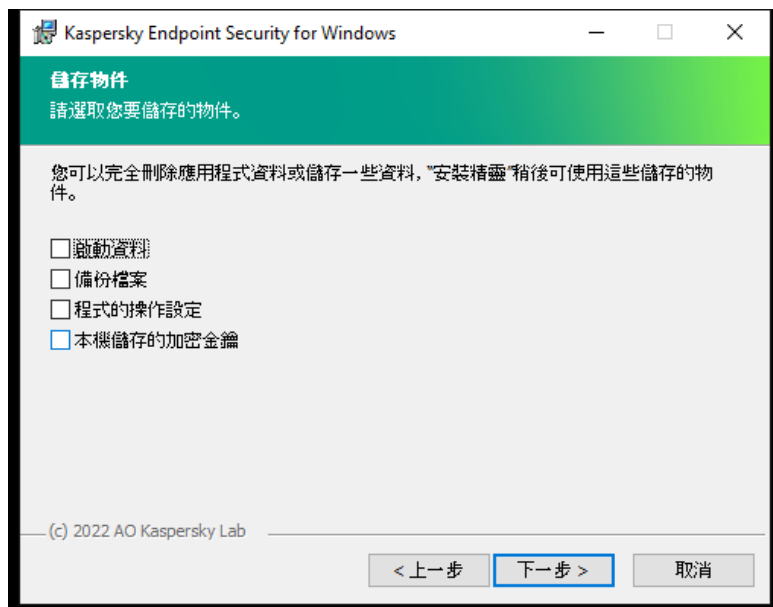 Kaspersky Endpoint Security for Windows
儲存物件
請選取您要儲存的物件。
您可以完全刪除應用程式資料或儲存一些資料，"安裝精靈"稍後可使用這些儲存的物
件。
啟動資料
備份檔案
程式的操作設定
本機儲存的加密金鑰
(c) 2022 AO Kaspersky Lab
<上一步
下一步 >
取消